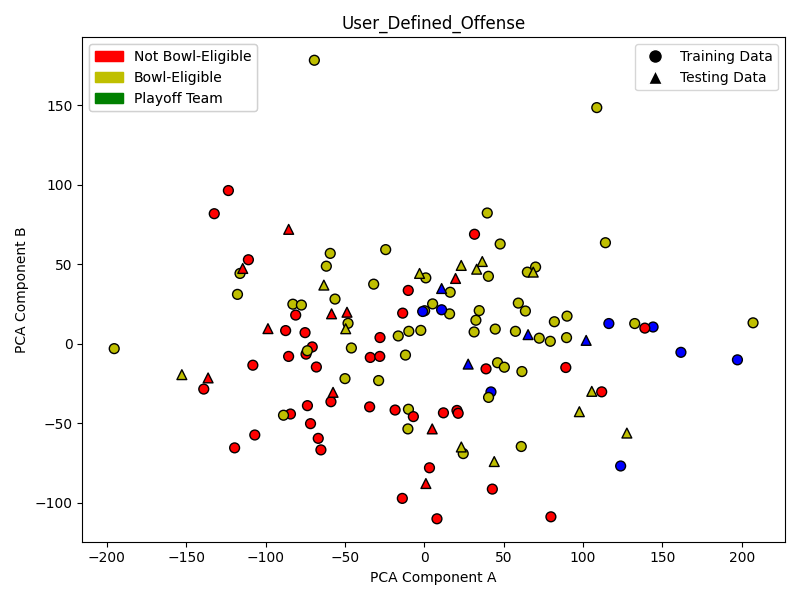 User_Defined_Offense
Not Bowl-Eligible
Bowl-Eligible
Playoff Team
Training Data
Testing Data
150
100
50
0
−50
−100
PCA Component B
−200 −150 −100 −50 0 50 100 150 200
PCA Component A